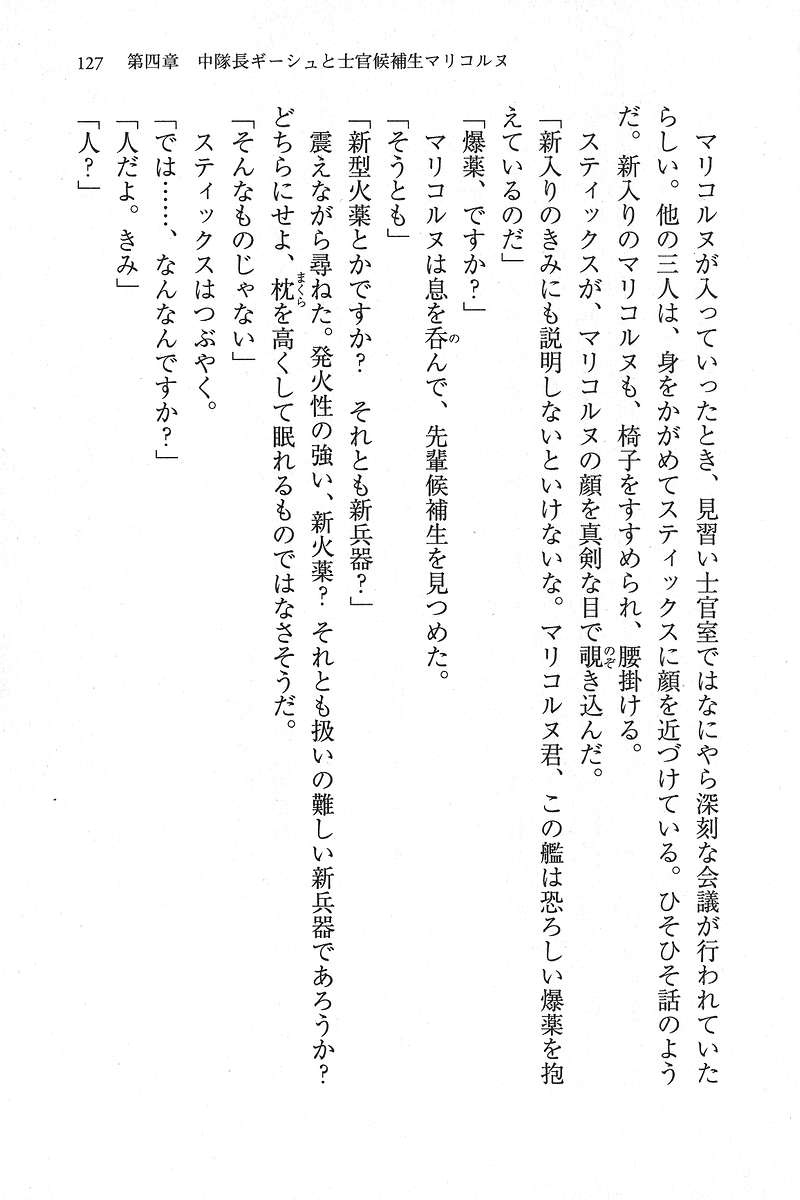 127　第四章　中隊長ギーシュと士官候補生マリコルヌ
　マリコルヌが入っていったとき、見習い士官室ではなにやら深刻な会議が行われていた
らしい。他の三人は、身をかがめてスティックスに顔を近づけている。ひそひそ話のよう
だ。新入りのマリコルヌも、椅子をすすめられ、腰掛ける。
　スティックスが、マリコルヌの顔を真剣な目で覗き込んだ。
「新入りのきみにも説明しないといけないな。マリコルヌ君、この艦は恐ろしい爆薬を抱
えているのだ」
「爆薬、ですか？」
　マリコルヌは息を呑んで、先輩候補生を見つめた。
「そうとも」
「新型火薬とかですか？　それとも新兵器？」
　震えながら尋ねた。発火性の強い、新火薬？ それとも扱いの難しい新兵器であろうか？
どちらにせよ、枕を高くして眠れるものではなさそうだ。
「そんなものじゃない」
　スティックスはつぶやく。
「では……、なんなんですか？」
「人だよ。きみ」
「人？」